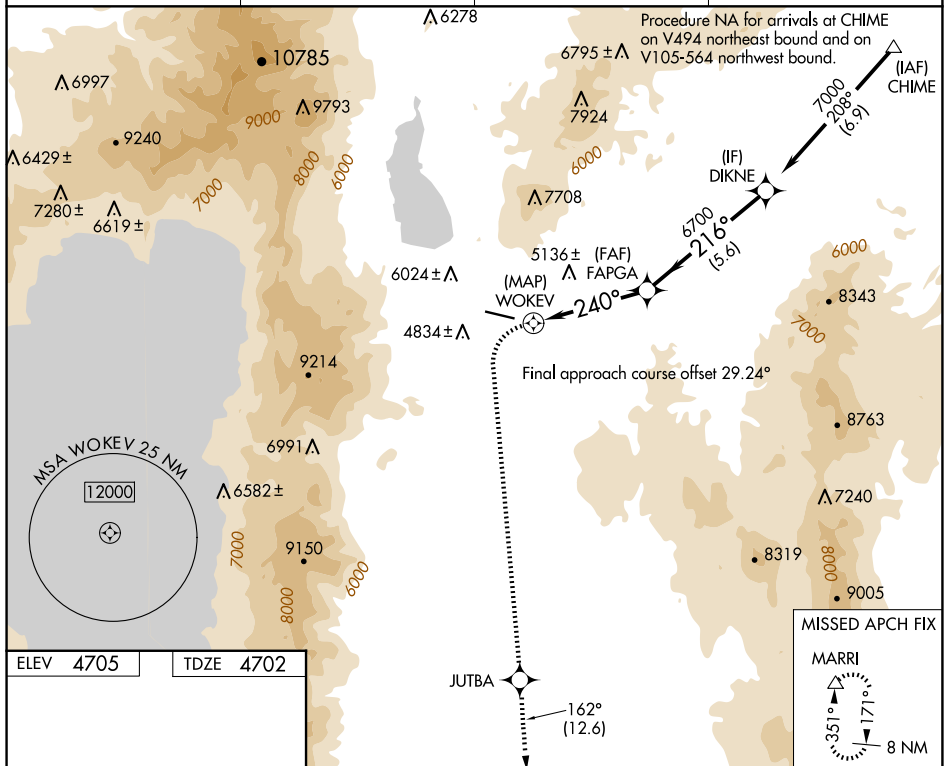 6278
Procedure NA for arrivals at CHIME
on V494 northeast bound and on
V105-564 northwest bound.
6795 ±
10785
6997
(IAF)
CHIME
7000
208°
(6.9)
9793
7924
9000
9240
8000
6000
6429 ±
6000
(IF)
DIKNE
7000
7280 ±
6619 ±
7708
6700
216°
(5.6)
6000
5136 ±
(FAF)
FAPGA
6024 ±
(MAP)
WOKEV
240°
8343
7000
4834 ±
9214
Final approach course offset 29.24°
8763
6991
MSA WOKEV 25 NM
12000
6582 ±
7240
7000
9150
6000
8000
8319
8000
9005
MISSED APCH FIX
MARRI
351°
171°
8 NM
ELEV 4705
TDZE 4702
JUTBA
162°
(12.6)